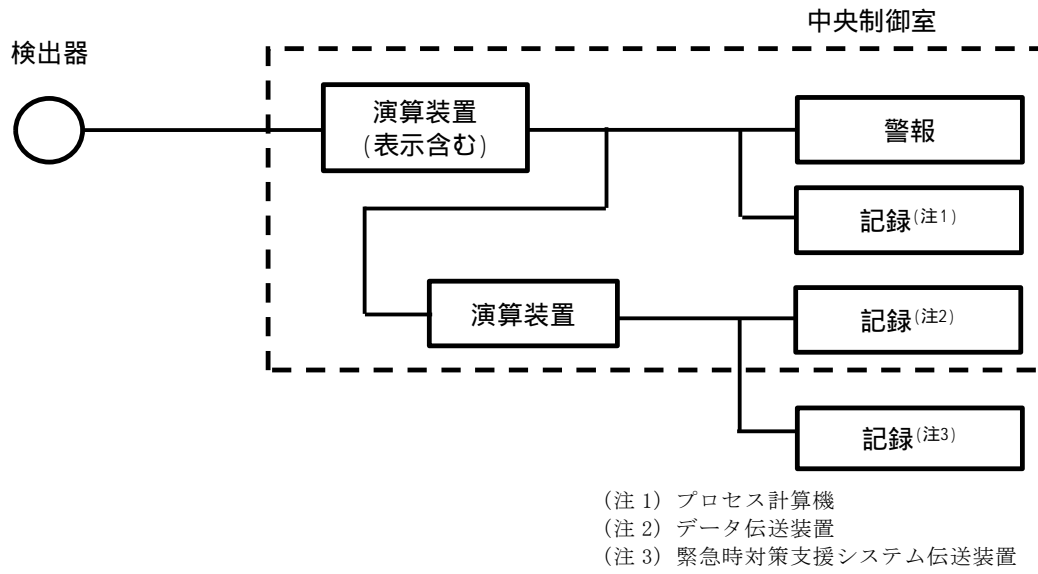 中央制御室
検出器
演算装置
(表示含む)
警報
記録(注1)
演算装置
記録(注2)
記録(注3)
(注 1) プロセス計算機
(注 2) データ伝送装置
(注 3) 緊急時対策支援システム伝送装置